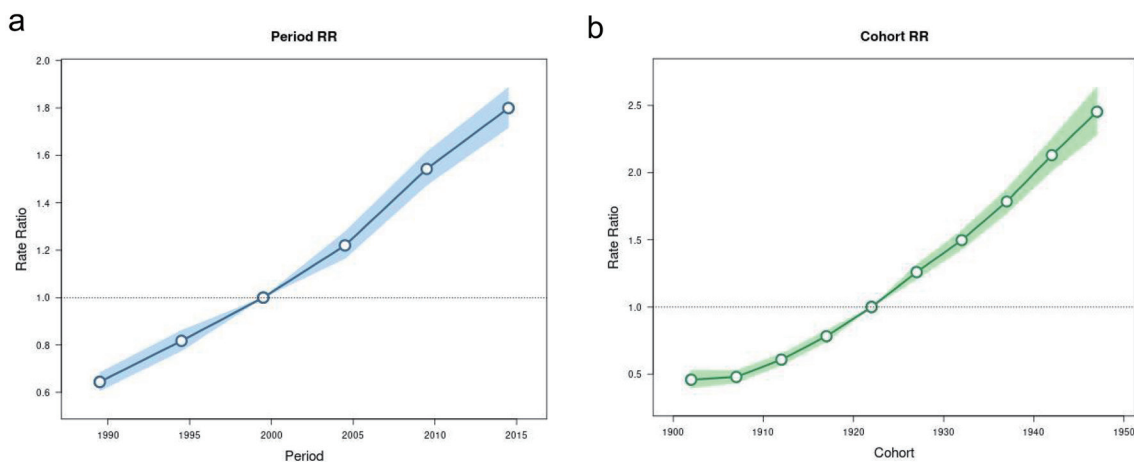 a
Period RR
2.0
1.8
1.6
1.4
1.2
1.0
0.8
0.6
Rate Ratio
1990 1995 2000 2005 2010 2015
Period
b
Cohort RR
2.5
2.0
1.5
1.0
0.5
Rate Ratio
1900 1910 1920 1930 1940 1950
Cohort